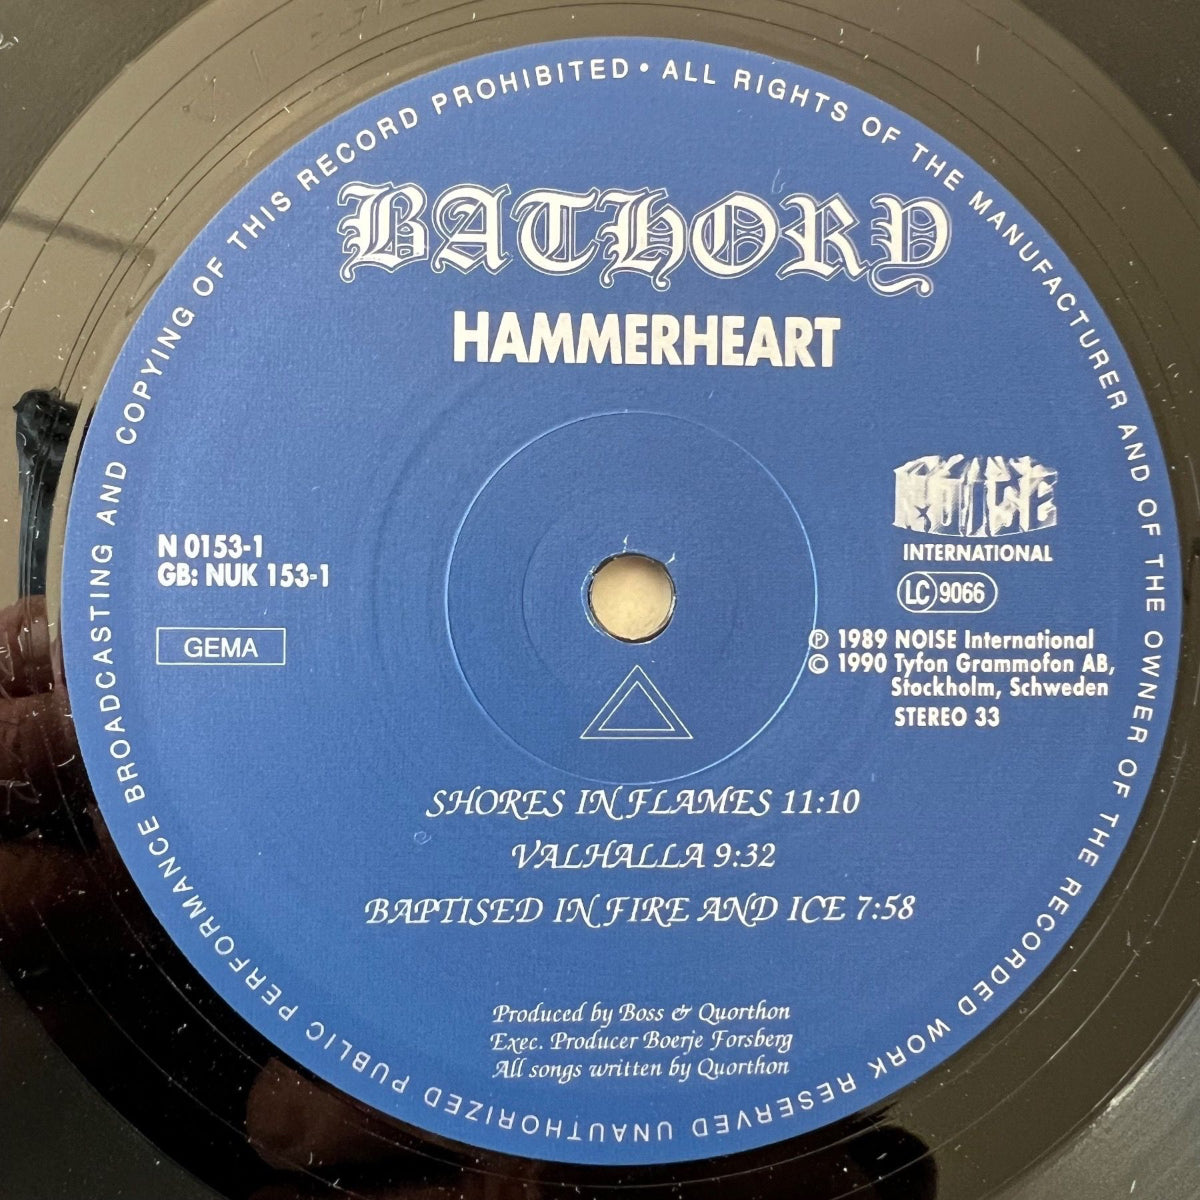 UNAUTHORIZED PUBLIC PERFORMANCE BROADCASTING AND COPYING OF THIS RECORD PROHIBITED • ALL RIGHTS OF THE MANUFACTURER AND OF THE OWNER OF THE RECORDED WORK RESERVED
BATHORY
HAMMERHEART
NOISE
INTERNATIONAL
LC 9066
N 0153-1
GB: NUK 153-1
GEMA
℗ 1989 NOISE International
© 1990 Tyfon Grammofon AB,
Stockholm, Schweden
STEREO 33
SHORES IN FLAMES 11:10
VALHALLA 9:32
BAPTISED IN FIRE AND ICE 7:58
Produced by Boss & Quorthon
Exec. Producer Boerje Forsberg
All songs written by Quorthon